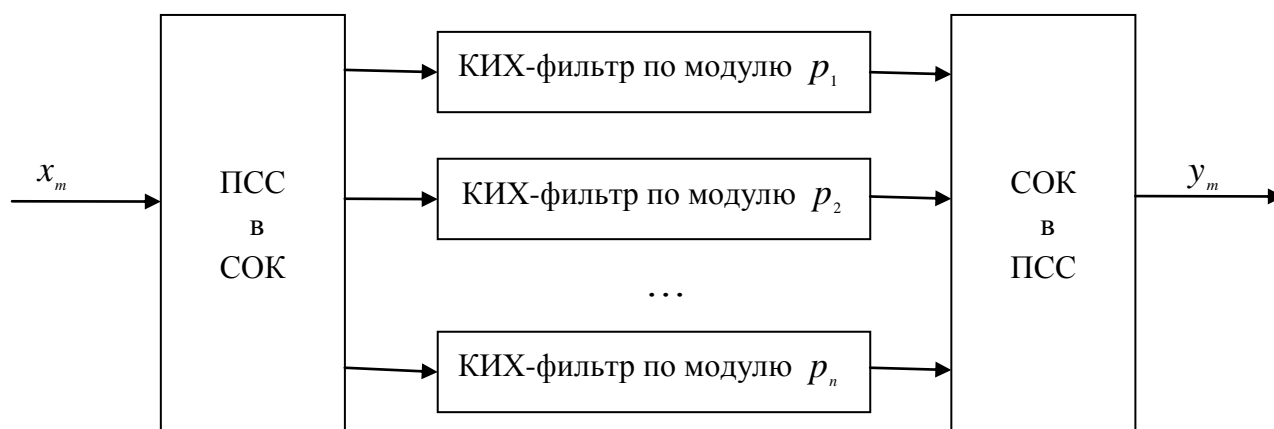 x_m
ПСС
в
СОК
КИХ-фильтр по модулю p_1
КИХ-фильтр по модулю p_2
...
КИХ-фильтр по модулю p_n
СОК
в
ПСС
y_m